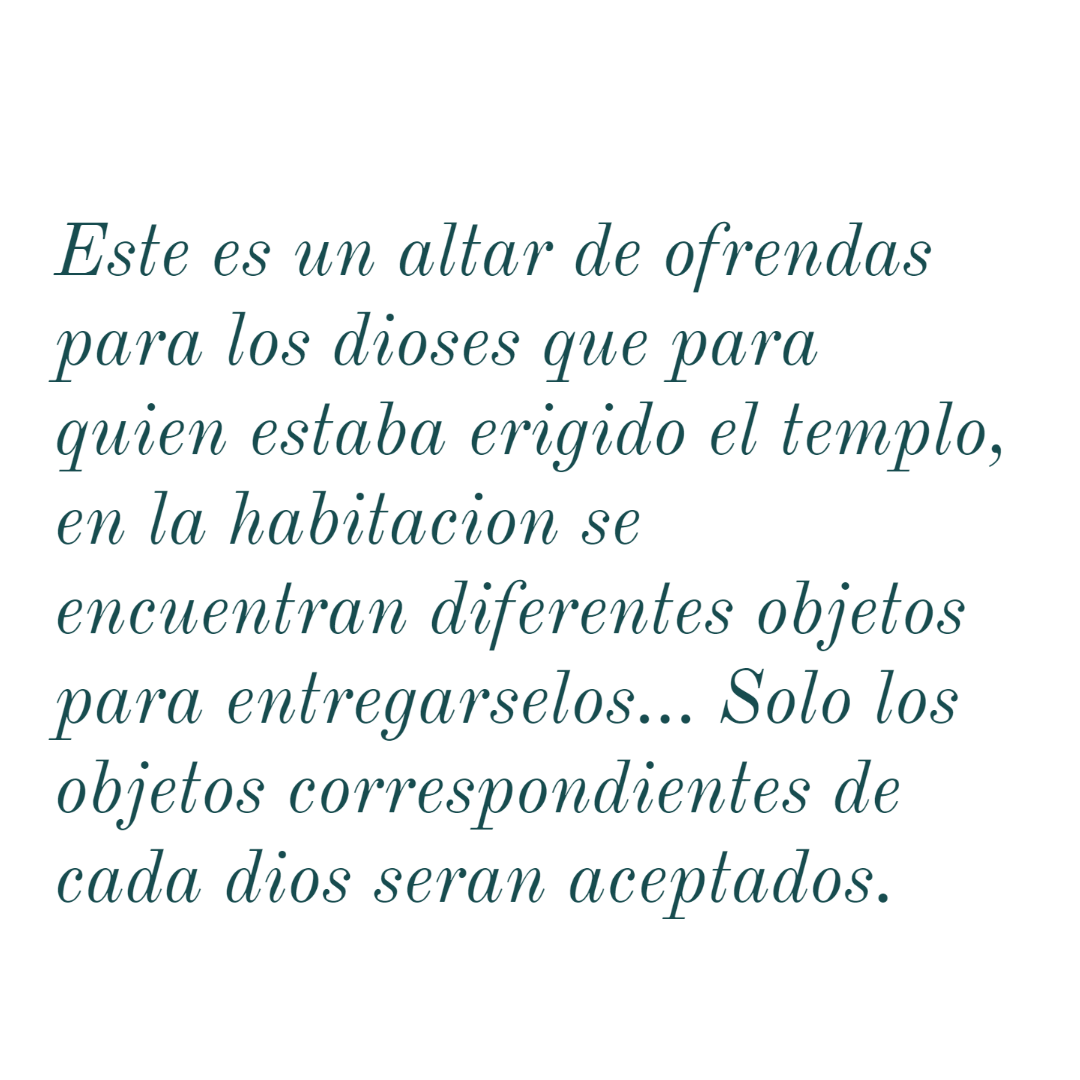 Este es un altar de ofrendas
para los dioses que para
quien estaba erigido el templo,
en la habitacion se
encuentran diferentes objetos
para entregarselos... Solo los
objetos correspondientes de
cada dios seran aceptados.